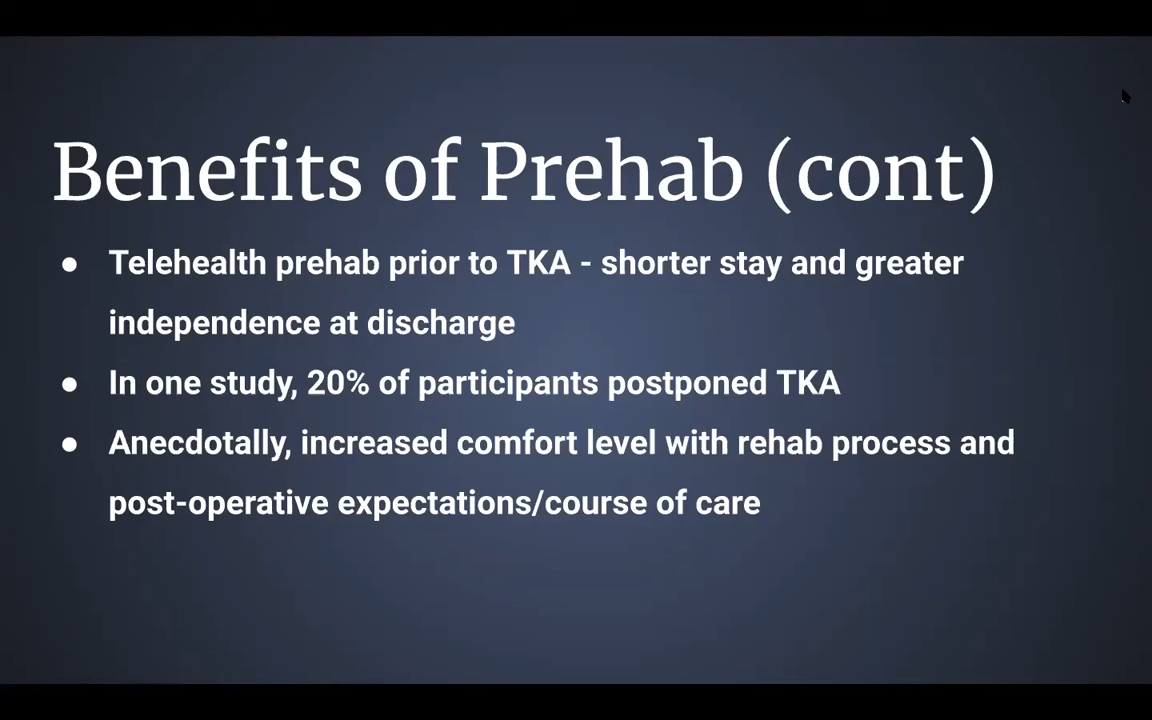 Benefits of Prehab (cont)
● Telehealth prehab prior to TKA - shorter stay and greater
independence at discharge
● In one study, 20% of participants postponed TKA
● Anecdotally, increased comfort level with rehab process and
post-operative expectations/course of care